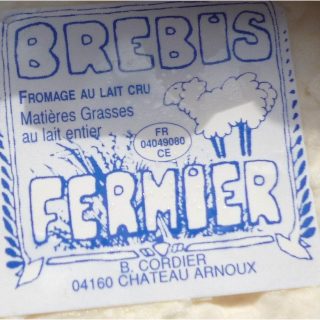 BREBIS
FROMAGE AU LAIT CRU
Matières Grasses
au lait entier
FR
04049080
CE
FERMIER
B. CORDIER
04160 CHATEAU ARNOUX